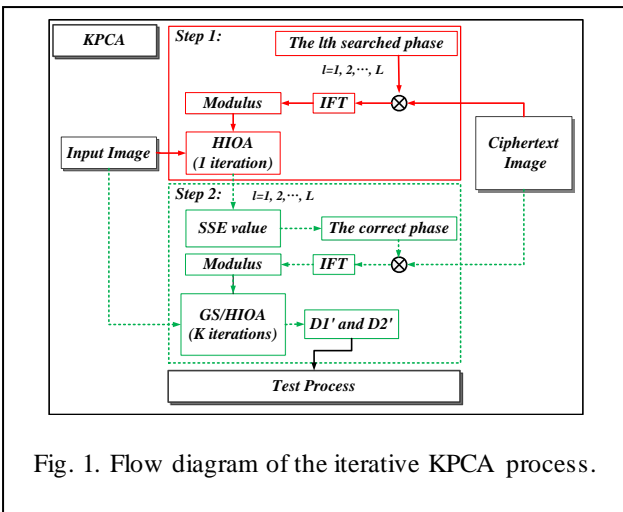 KPCA
Step 1:
The lth searched phase
l=1, 2,···, L
Modulus
IFT
Input Image
HIOA
(1 iteration)
Ciphertext
Image
Step 2:
l=1, 2,···, L
SSE value
The correct phase
Modulus
IFT
GS/HIOA
(K iterations)
D1' and D2'
Test Process
Fig. 1. Flow diagram of the iterative KPCA process.